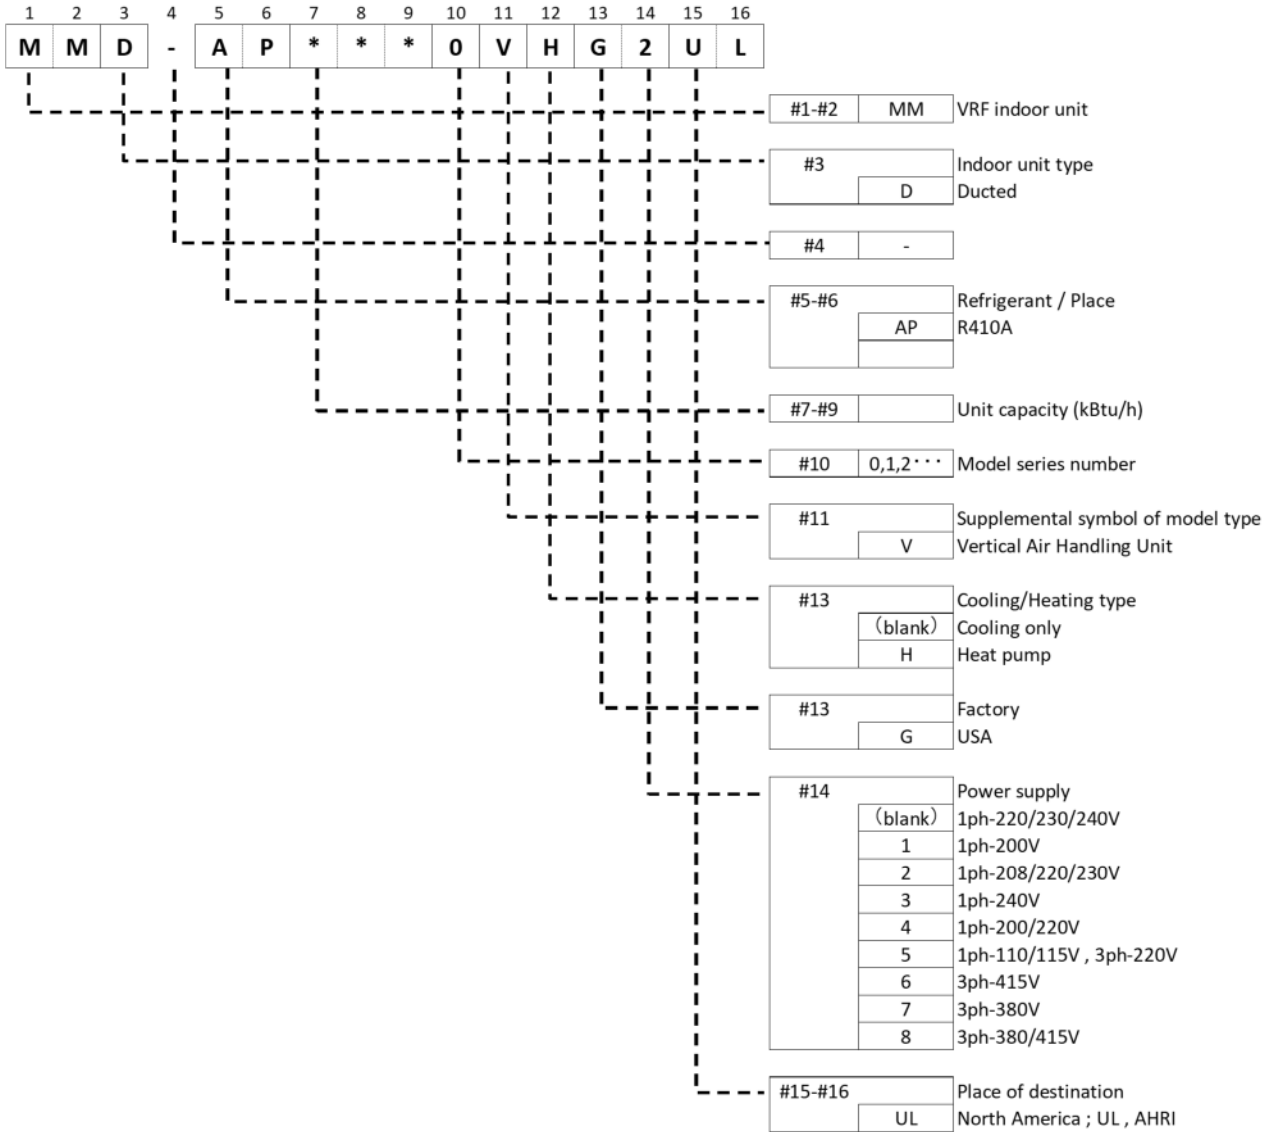 1 2 3 4 5 6 7 8 9 10 11 12 13 14 15 16
M M D - A P * * * 0 V H G 2 U L
#1-#2 MM VRF indoor unit
#3 Indoor unit type
D Ducted
#4 -
#5-#6 Refrigerant / Place
AP R410A
#7-#9 Unit capacity (kBtu/h)
#10 0,1,2··· Model series number
#11 Supplemental symbol of model type
V Vertical Air Handling Unit
#13 Cooling/Heating type
(blank) Cooling only
H Heat pump
#13 Factory
G USA
#14 Power supply
(blank) 1ph-220/230/240V
1 1ph-200V
2 1ph-208/220/230V
3 1ph-240V
4 1ph-200/220V
5 1ph-110/115V , 3ph-220V
6 3ph-415V
7 3ph-380V
8 3ph-380/415V
#15-#16 Place of destination
UL North America ; UL , AHRI